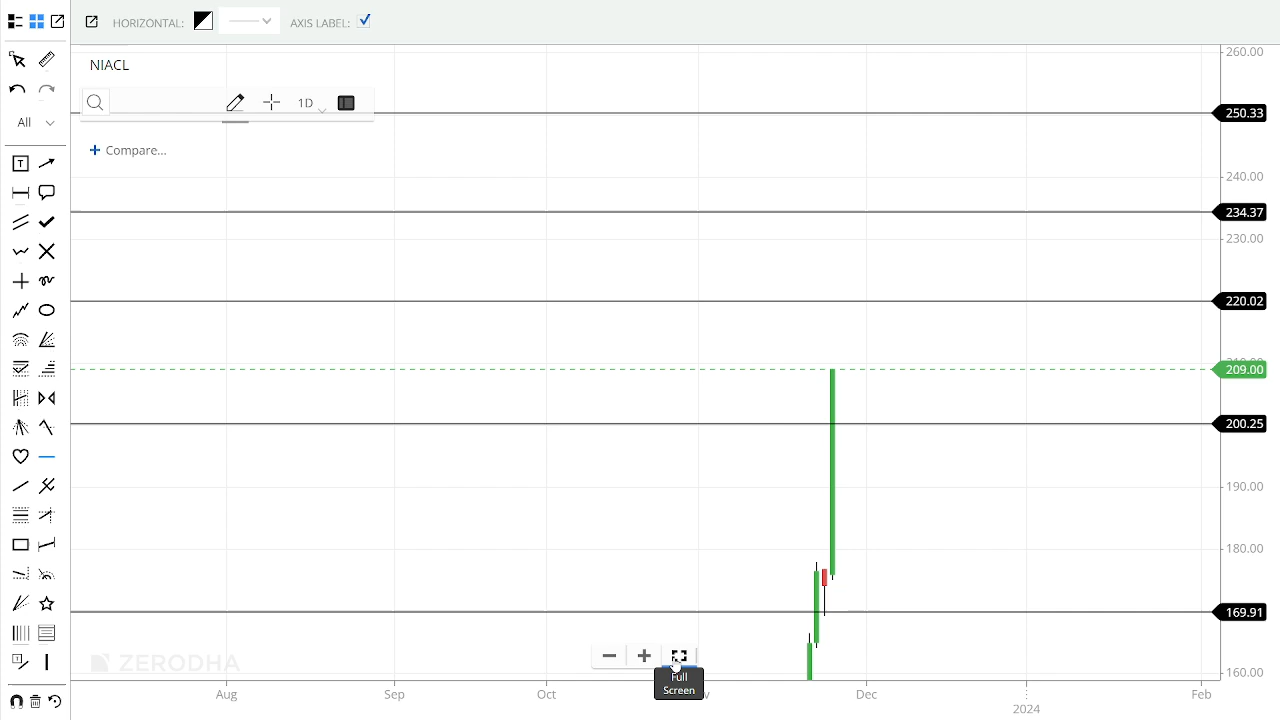 HORIZONTAL:
AXIS LABEL:
NIACL
1D
+ Compare...
All
T
260.00
250.33
240.00
234.37
230.00
220.02
209.00
200.25
190.00
180.00
169.91
160.00
ZERODHA
Full
Screen
Aug
Sep
Oct
Dec
2024
Feb